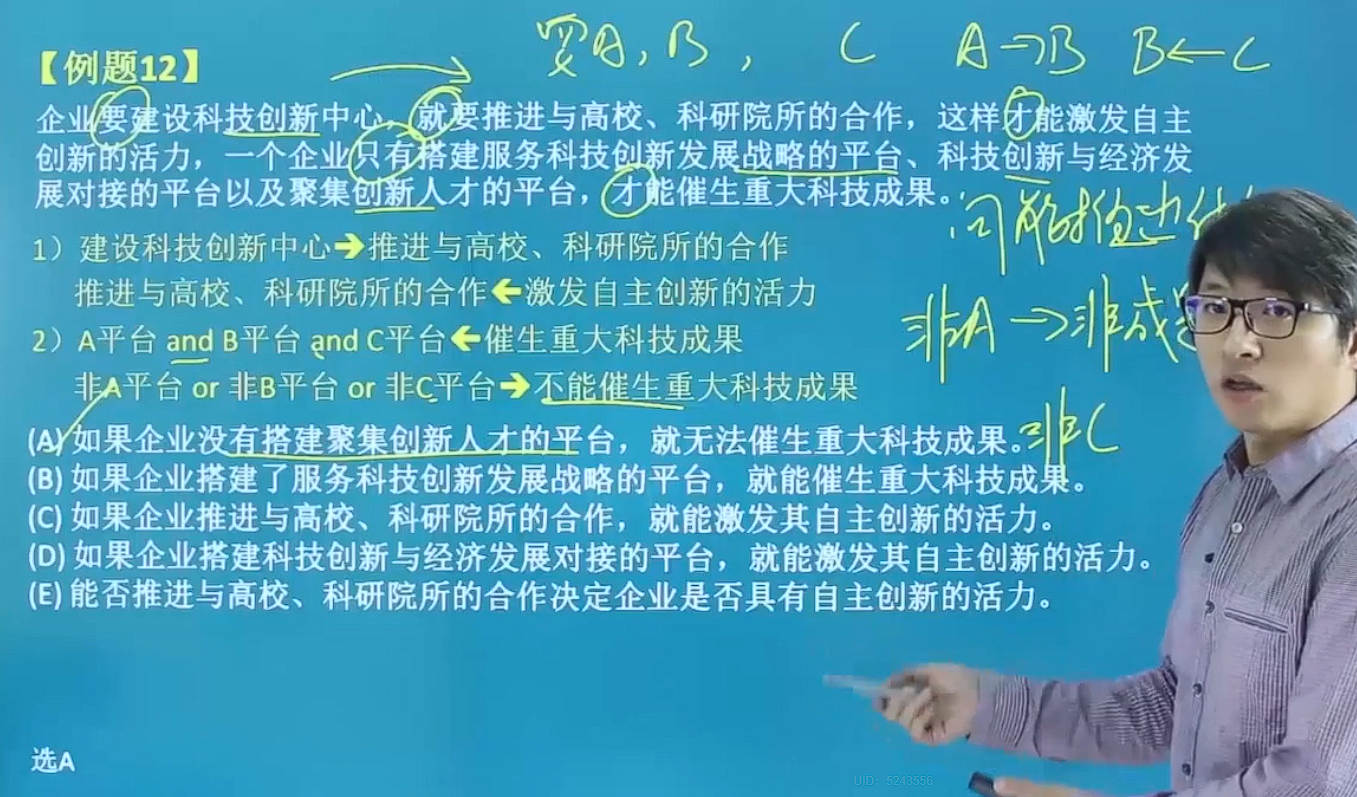 要A，B， C A→B B←C
【例题12】
企业要建设科技创新中心，就要推进与高校、科研院所的合作，这样才能激发自主
创新的活力，一个企业只有搭建服务科技创新发展战略的平台、科技创新与经济发
展对接的平台以及聚集创新人才的平台，才能催生重大科技成果。
1）建设科技创新中心➔推进与高校、科研院所的合作
推进与高校、科研院所的合作🡰激发自主创新的活力
非A→非成
2）A平台 and B平台 and C平台🡰催生重大科技成果
非A平台 or 非B平台 or 非C平台➔不能催生重大科技成果
(A) 如果企业没有搭建聚集创新人才的平台，就无法催生重大科技成果。
非C
(B) 如果企业搭建了服务科技创新发展战略的平台，就能催生重大科技成果。
(C) 如果企业推进与高校、科研院所的合作，就能激发其自主创新的活力。
(D) 如果企业搭建科技创新与经济发展对接的平台，就能激发其自主创新的活力。
(E) 能否推进与高校、科研院所的合作决定企业是否具有自主创新的活力。
选A
UID：5243556